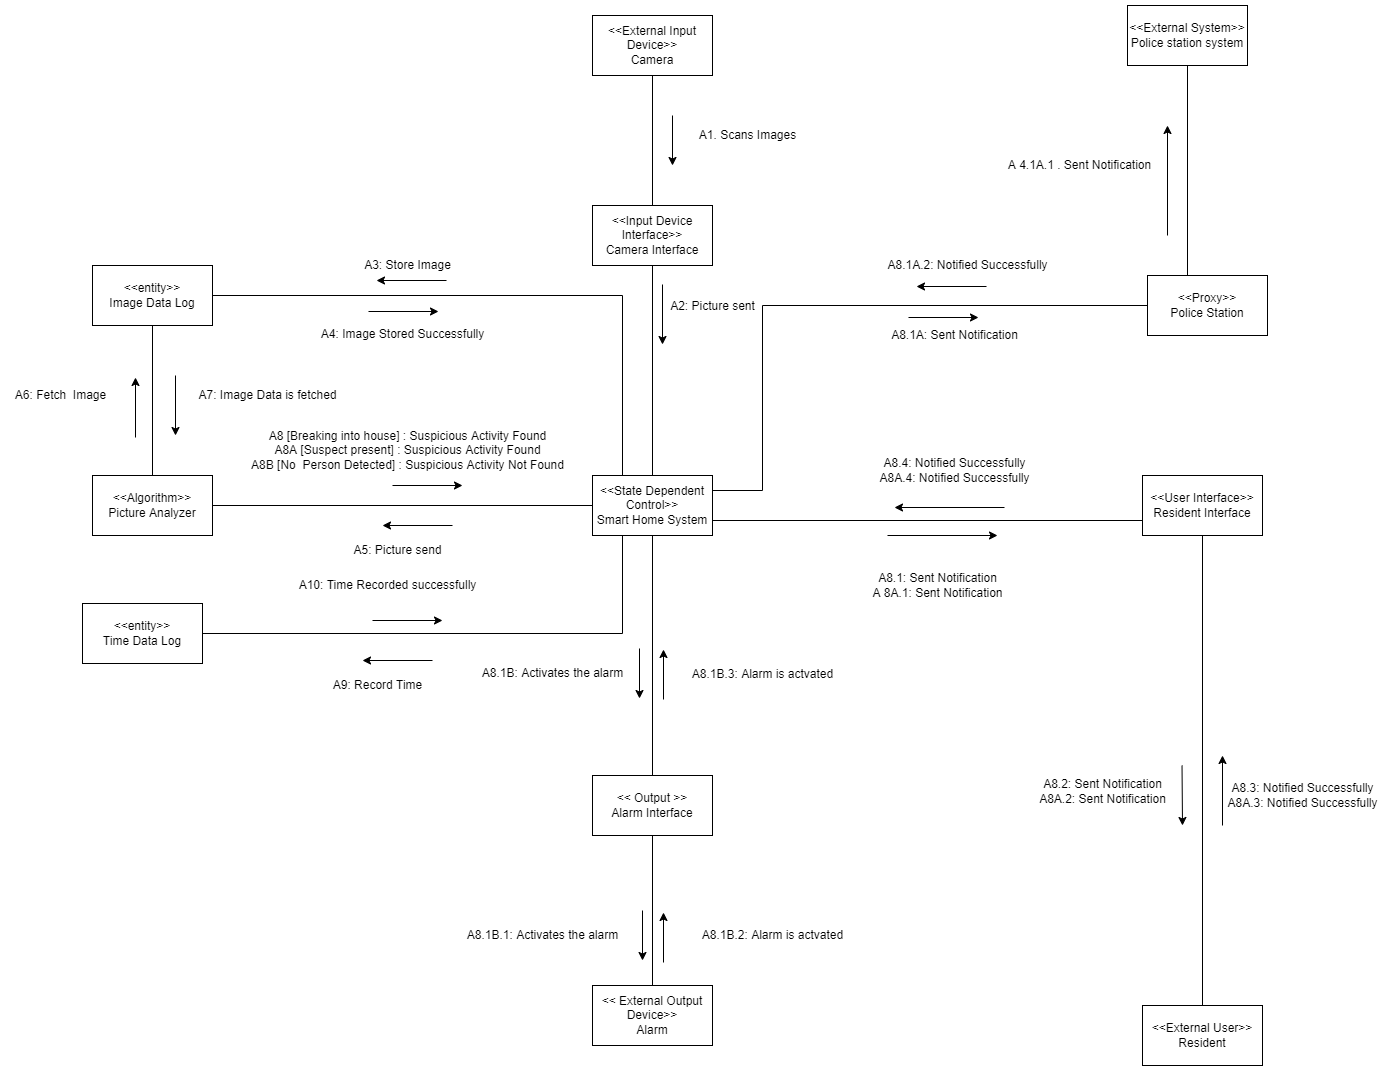 <<External Input
Device>>
Camera
<<External System>>
Police station system
A1. Scans Images
A 4.1A.1 . Sent Notification
<<Input Device
Interface>>
Camera Interface
A3: Store Image
A8.1A.2: Notified Successfully
<<entity>>
Image Data Log
A2: Picture sent
<<Proxy>>
Police Station
A4: Image Stored Successfully
A8.1A: Sent Notification
A6: Fetch  Image
A7: Image Data is fetched
A8 [Breaking into house] : Suspicious Activity Found
A8A [Suspect present] : Suspicious Activity Found
A8B [No  Person Detected] : Suspicious Activity Not Found
A8.4: Notified Successfully
A8A.4: Notified Successfully
<<Algorithm>>
Picture Analyzer
<<State Dependent
Control>>
Smart Home System
<<User Interface>>
Resident Interface
A5: Picture send
A10: Time Recorded successfully
A8.1: Sent Notification
A 8A.1: Sent Notification
<<entity>>
Time Data Log
A9: Record Time
A8.1B: Activates the alarm
A8.1B.3: Alarm is actvated
<< Output >>
Alarm Interface
A8.2: Sent Notification
A8A.2: Sent Notification
A8.3: Notified Successfully
A8A.3: Notified Successfully
A8.1B.1: Activates the alarm
A8.1B.2: Alarm is actvated
<< External Output
Device>>
Alarm
<<External User>>
Resident